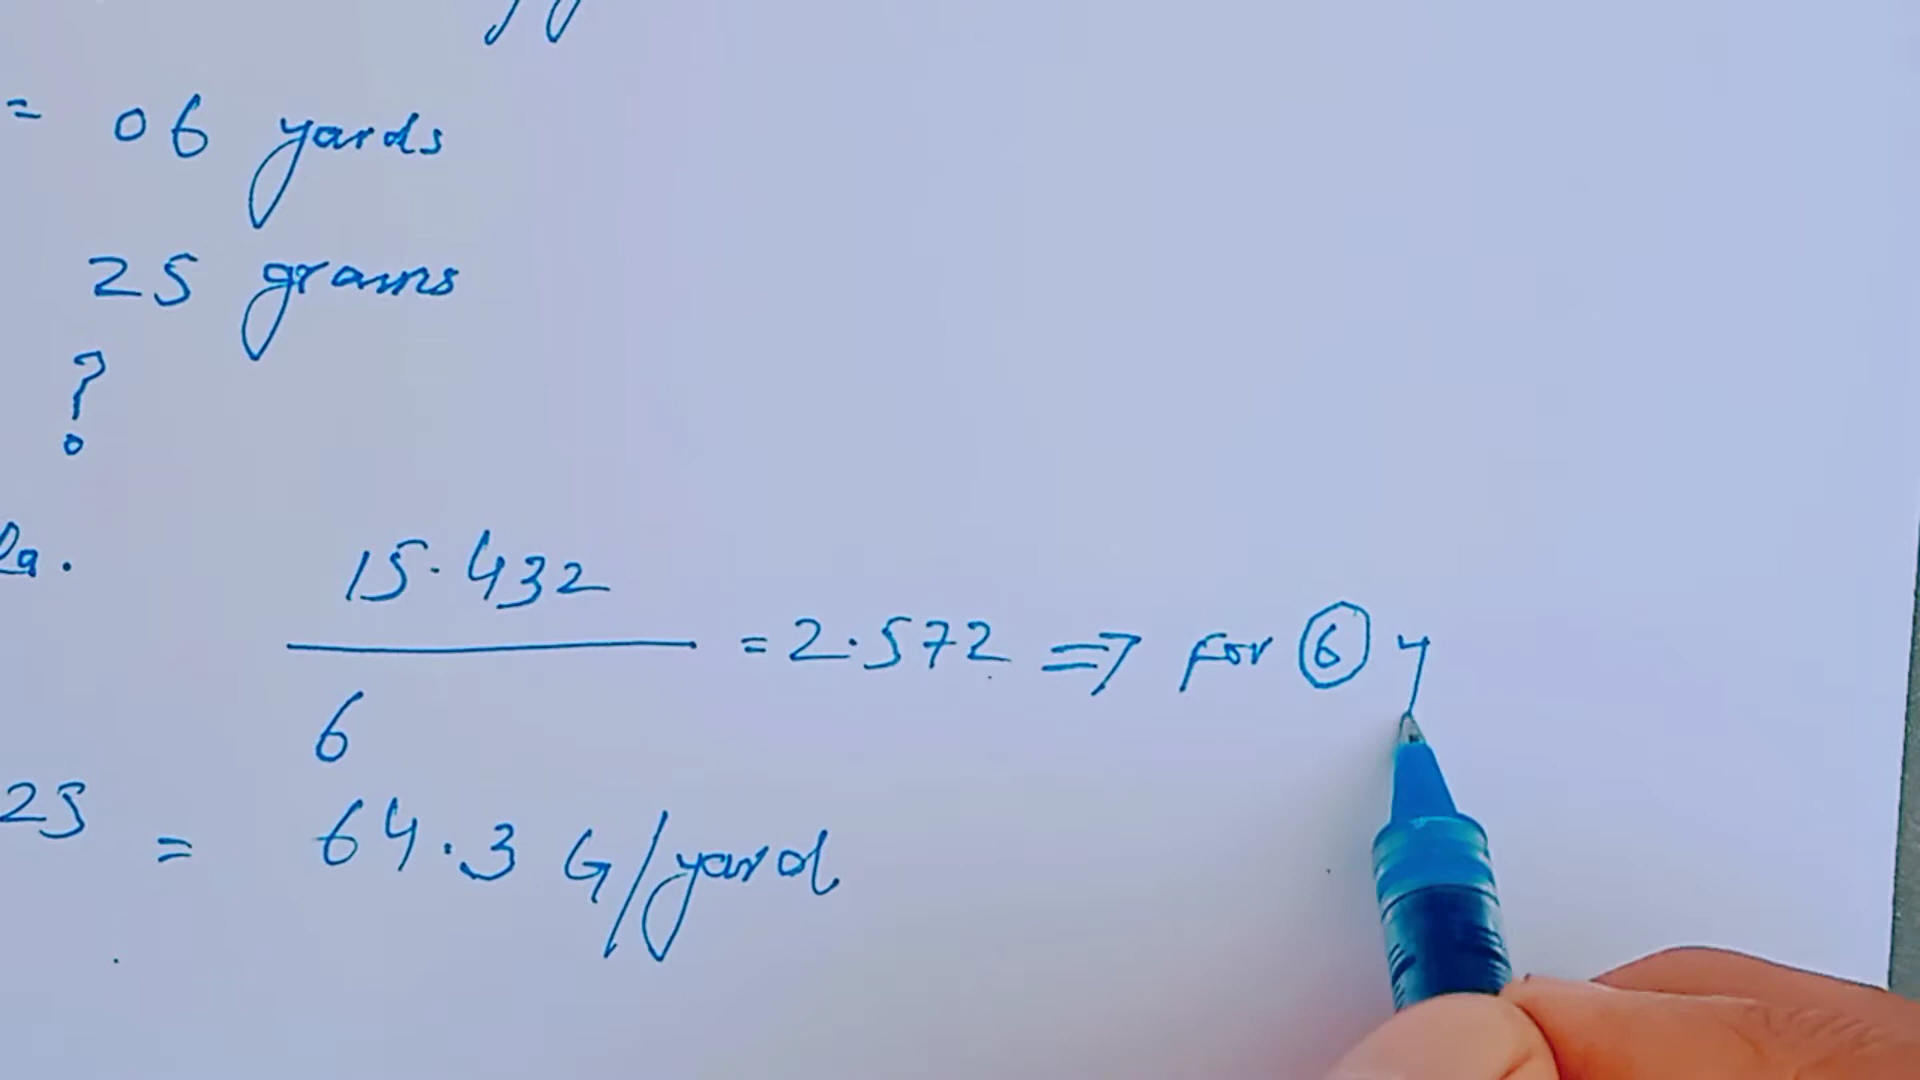 = 06 yards
25 grams
?
la.
15.432
= 2.572 => for 6 y
6
25 = 64.3 G/yard